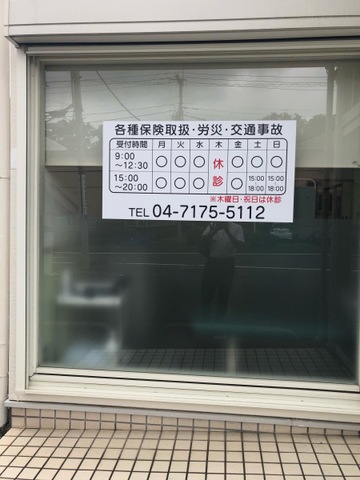 各種保険取扱・労災・交通事故
受付時間 月 火 水 木 金 土 日
9:00～12:30 ○ ○ ○ 休診 ○ ○ ○
15:00～20:00 ○ ○ ○ ○ 15:00～18:00 15:00～18:00
※木曜日・祝日は休診
TEL 04-7175-5112